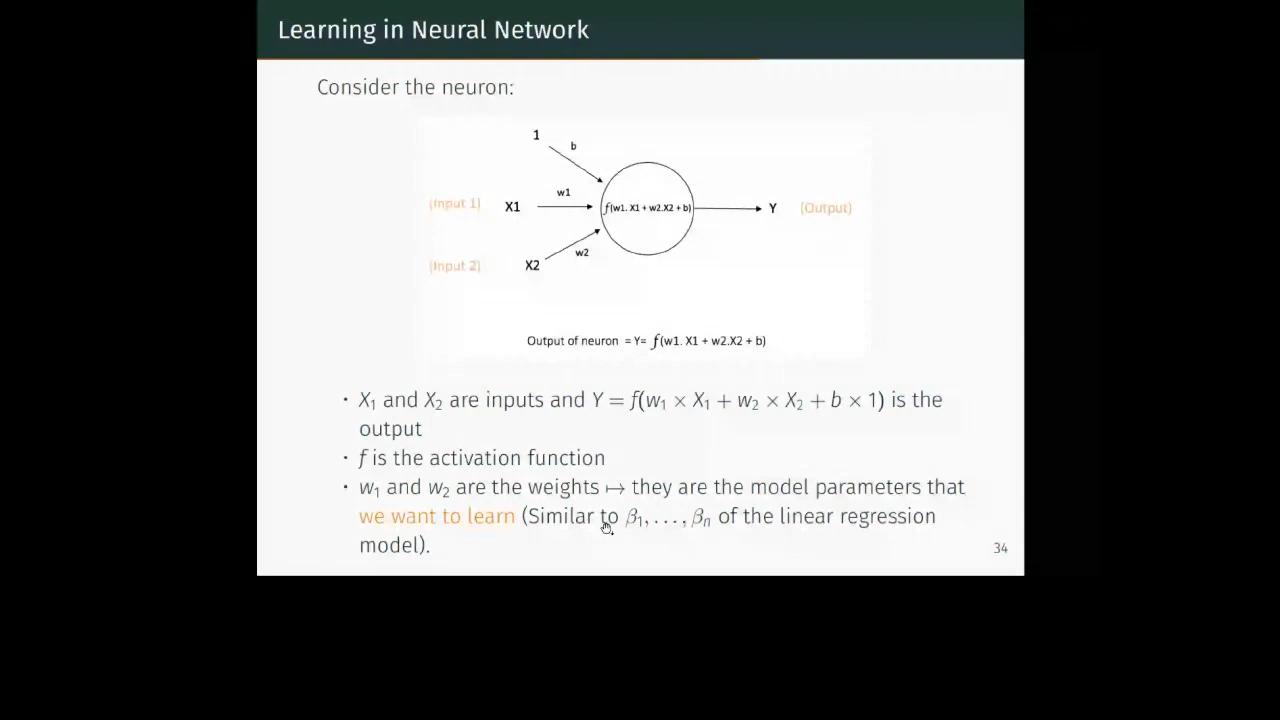 Learning in Neural Network
Consider the neuron:
1
b
w1
(Input 1) X1 f(w1. X1 + w2.X2 + b) Y (Output)
w2
(Input 2) X2
Output of neuron = Y= f(w1. X1 + w2.X2 + b)
• X₁ and X₂ are inputs and Y = f(w₁ × X₁ + w₂ × X₂ + b × 1) is the
output
• f is the activation function
• w₁ and w₂ are the weights ↦ they are the model parameters that
we want to learn (Similar to β₁, . . . , βₙ of the linear regression
model).
34